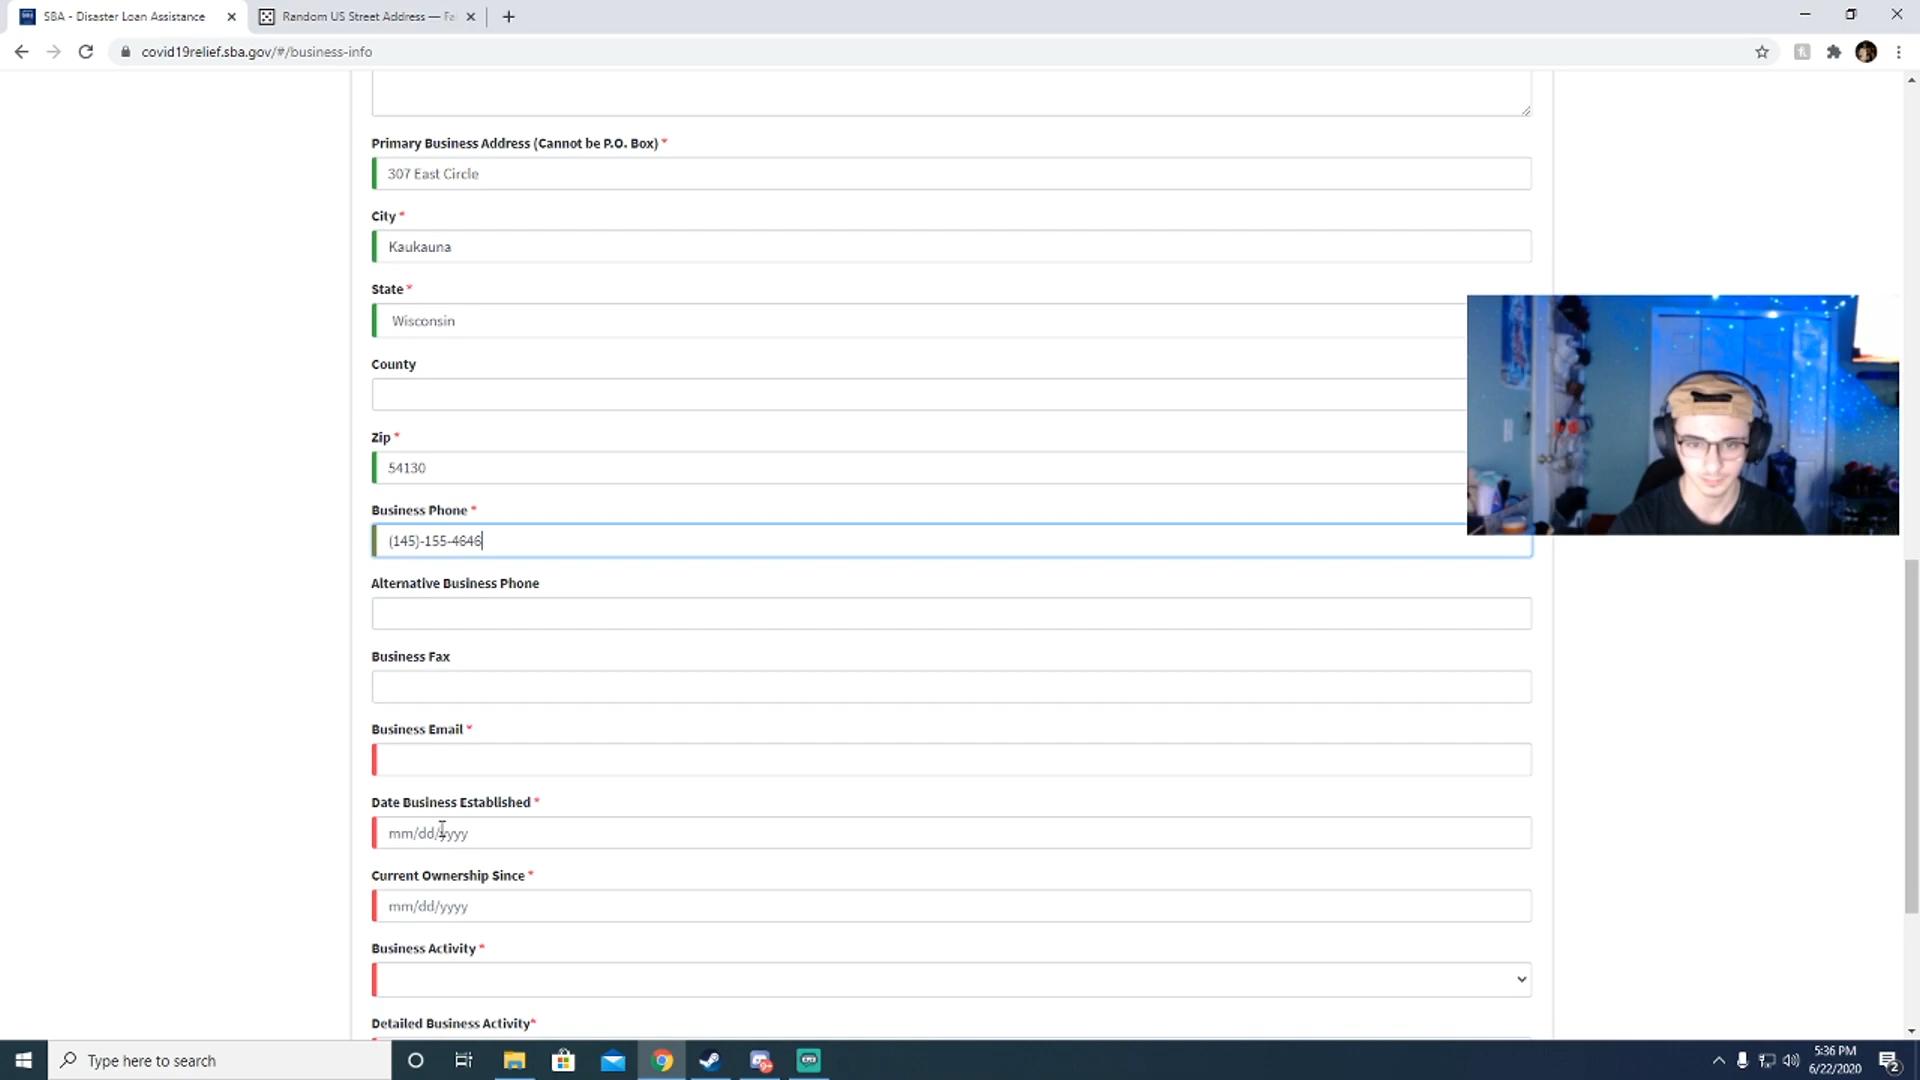 SBA - Disaster Loan Assistance
Random US Street Address — Fa
covid19relief.sba.gov/#/business-info
Primary Business Address (Cannot be P.O. Box) *
307 East Circle
City *
Kaukauna
State *
Wisconsin
County
Zip *
54130
Business Phone *
(145)-155-4646
Alternative Business Phone
Business Fax
Business Email *
Date Business Established *
mm/dd/yyyy
Current Ownership Since *
mm/dd/yyyy
Business Activity *
Detailed Business Activity*
Type here to search
5:36 PM
6/22/2020
2